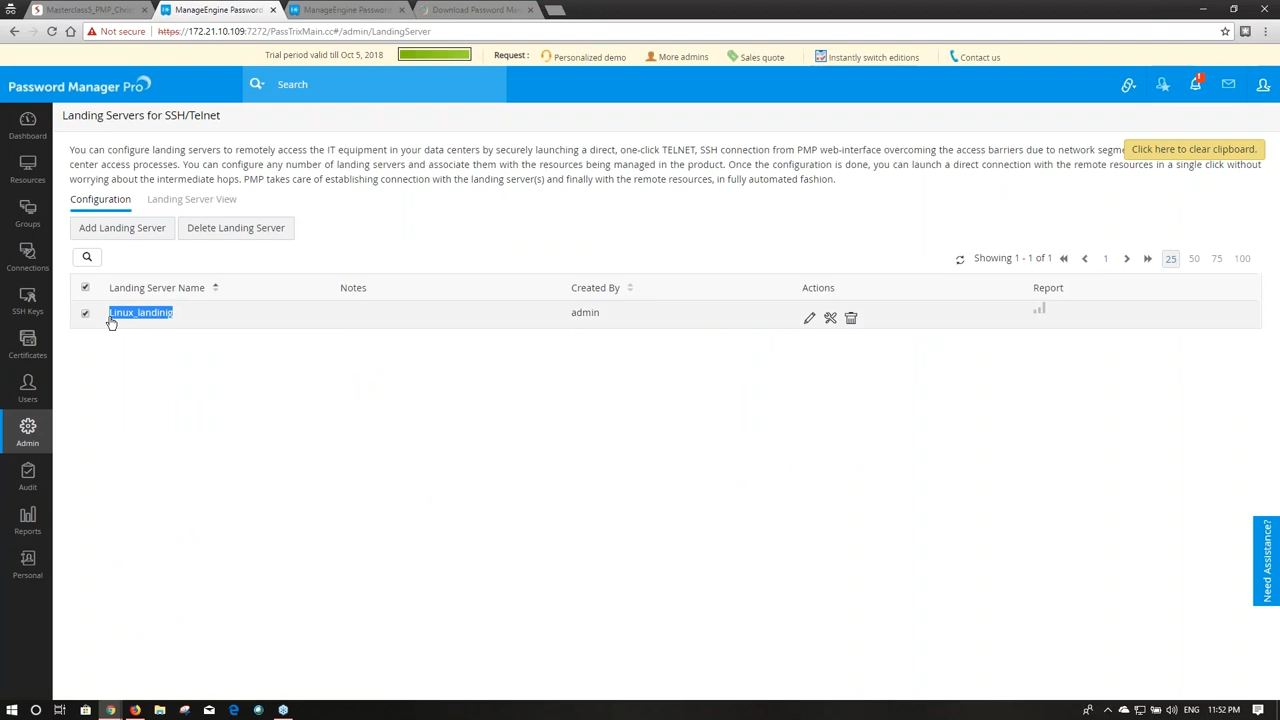 Masterclass5_PMP_Chris
ManageEngine Password
ManageEngine Password
Download Password Man
Not secure https://172.21.10.109:7272/PassTrixMain.cc#/admin/LandingServer
Trial period valid till Oct 5, 2018
Request :
Personalized demo
More admins
Sales quote
Instantly switch editions
Contact us
Password Manager Pro
Search
Dashboard
Resources
Groups
Connections
SSH Keys
Certificates
Users
Admin
Audit
Reports
Personal
Landing Servers for SSH/Telnet
You can configure landing servers to remotely access the IT equipment in your data centers by securely launching a direct, one-click TELNET, SSH connection from PMP web-interface overcoming the access barriers due to network segm
center access processes. You can configure any number of landing servers and associate them with the resources being managed in the product. Once the configuration is done, you can launch a direct connection with the remote resources in a single click without
worrying about the intermediate hops. PMP takes care of establishing connection with the landing server(s) and finally with the remote resources, in fully automated fashion.
Click here to clear clipboard.
Configuration
Landing Server View
Add Landing Server
Delete Landing Server
Showing 1 - 1 of 1
1
25 50 75 100
Landing Server Name Notes Created By Actions Report
Linux_landinig admin
Need Assistance?
ENG 11:52 PM